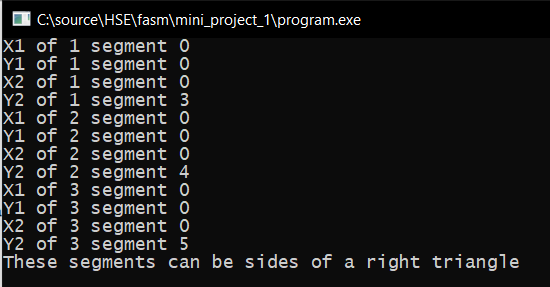 C:\source\HSE\fasm\mini_project_1\program.exe
X1 of 1 segment 0
Y1 of 1 segment 0
X2 of 1 segment 0
Y2 of 1 segment 3
X1 of 2 segment 0
Y1 of 2 segment 0
X2 of 2 segment 0
Y2 of 2 segment 4
X1 of 3 segment 0
Y1 of 3 segment 0
X2 of 3 segment 0
Y2 of 3 segment 5
These segments can be sides of a right triangle